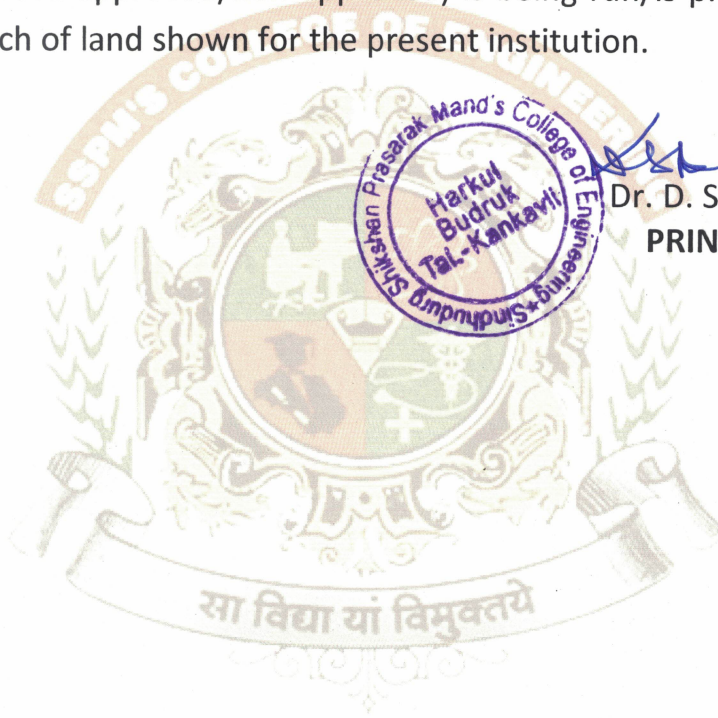 ch of land shown for the present institution.
SSPM'S COLLEGE OF ENGINEERING
Sindhudurg Shikshan Prasarak Mand's College of Engineering*
Harkul
Budruk
Tal.-Kankavli
Dr. D. S
PRIN
सा विद्या यां विमुक्तये